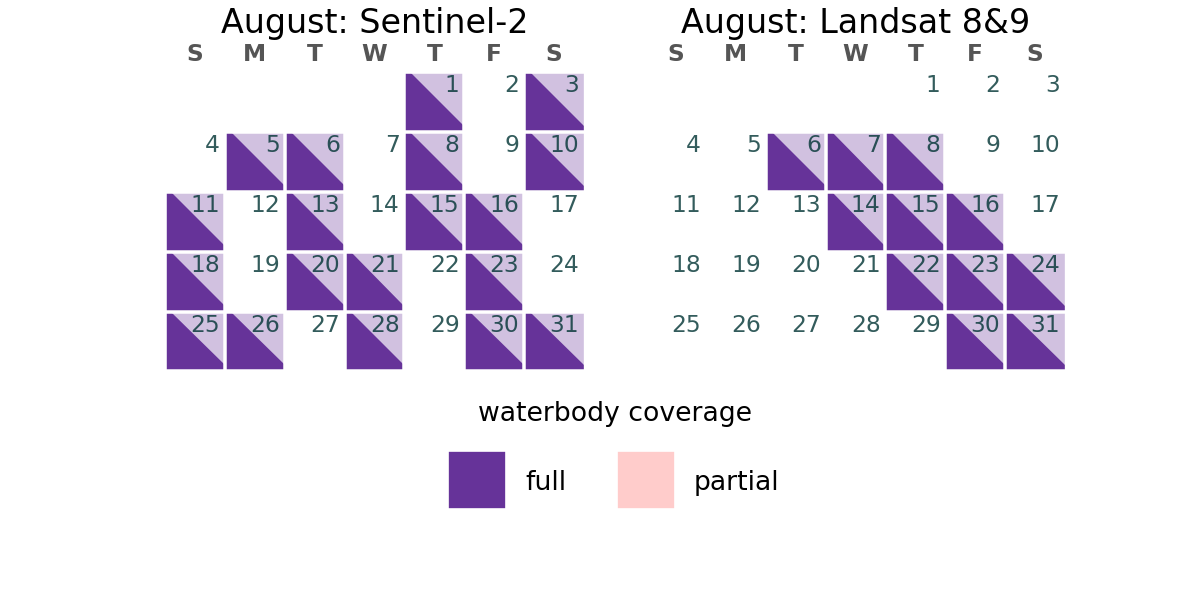 August: Sentinel-2
S M T W T F S
1 2 3
4 5 6 7 8 9 10
11 12 13 14 15 16 17
18 19 20 21 22 23 24
25 26 27 28 29 30 31
August: Landsat 8&9
S M T W T F S
1 2 3
4 5 6 7 8 9 10
11 12 13 14 15 16 17
18 19 20 21 22 23 24
25 26 27 28 29 30 31
waterbody coverage
full partial